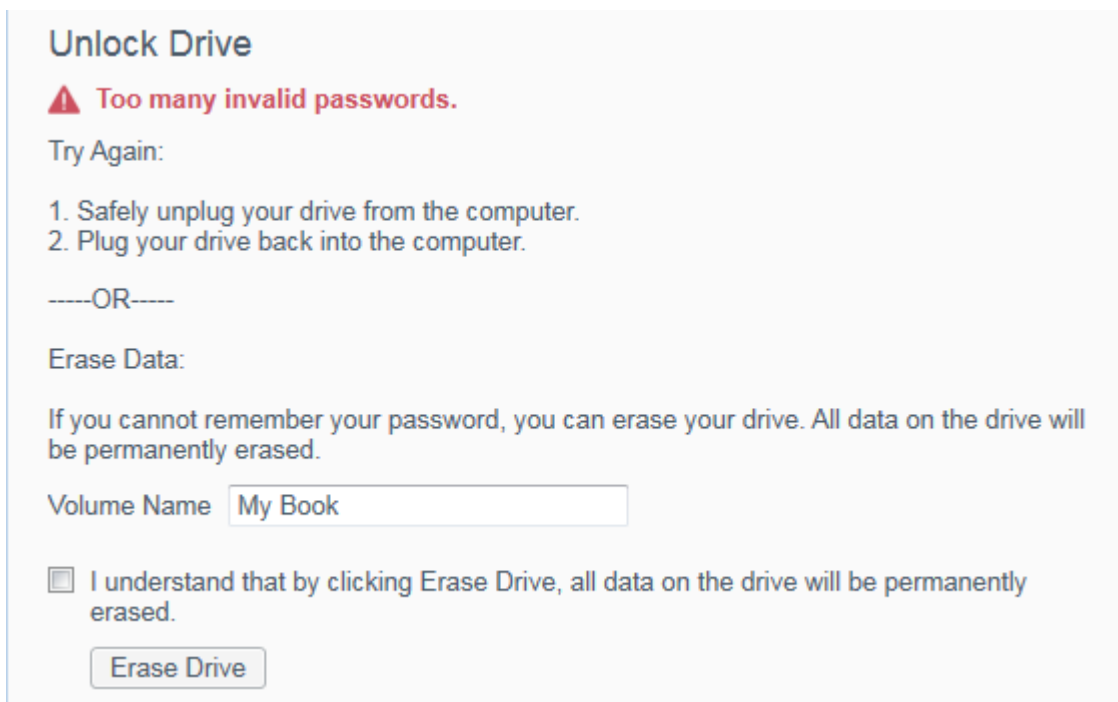 Unlock Drive
Too many invalid passwords.
Try Again:
1. Safely unplug your drive from the computer.
2. Plug your drive back into the computer.
-----OR-----
Erase Data:
If you cannot remember your password, you can erase your drive. All data on the drive will
be permanently erased.
Volume Name My Book
I understand that by clicking Erase Drive, all data on the drive will be permanently
erased.
Erase Drive